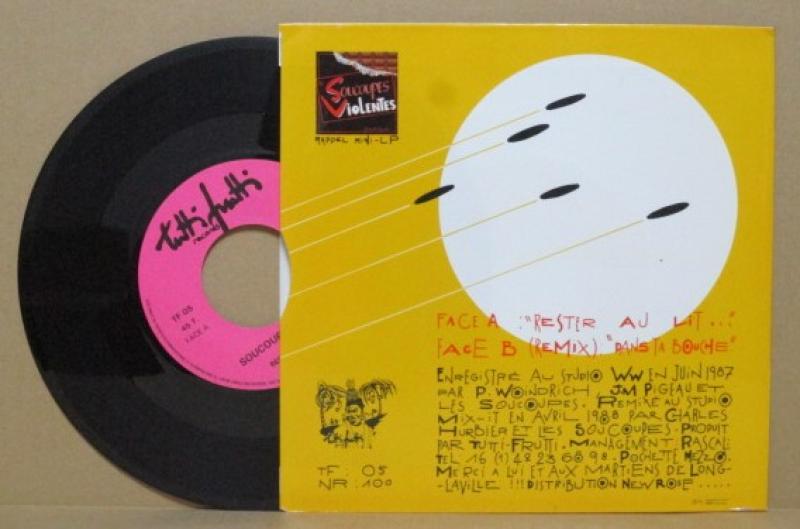 Soucoupes
Violentes
RAPPEL MINI-LP
tutti frutti
records
TF 05
45 T.
FACE A
SOUCOUP
FACE A : "RESTER AU LIT..."
FACE B (REMIX). "DANS TA BOUCHE"
ENREGISTRÉ AU STUDIO WW EN JUIN 1987
PAR P. WOINDRICH, JM PIGEAU ET
LES SOUCOUPES. REMIXE AU STUDIO
MIX-IT EN AVRIL 1988 PAR CHARLES
HURBIER ET LES SOUCOUPES. PRODUIT
PAR TUTTI-FRUTTI. MANAGEMENT RASCAL:
TEL 16 (1) 48 23 68 98. POCHETTE MEZZO.
MERCI A LUI ET AUX MARTIENS DE LONG-
LAVILLE !!! DISTRIBUTION NEW ROSE.....
TF : 05
NR : 100